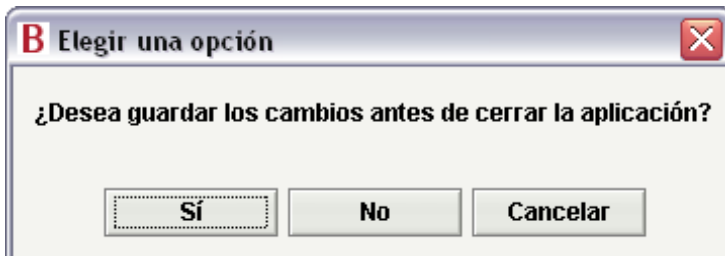 B Elegir una opción
¿Desea guardar los cambios antes de cerrar la aplicación?
Sí No Cancelar